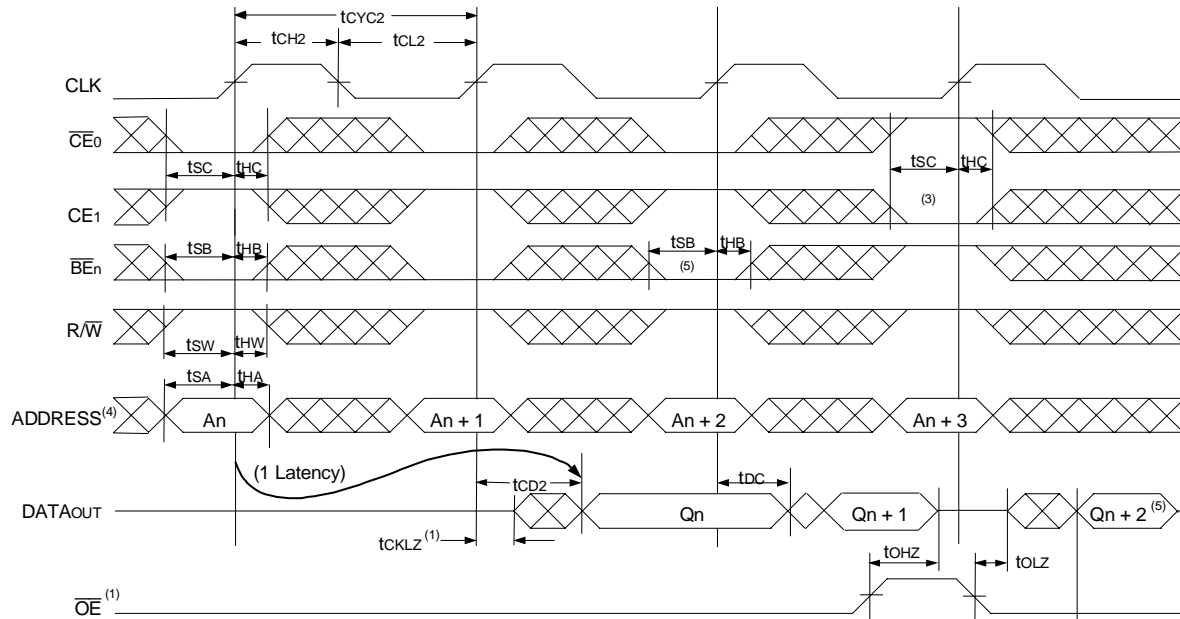 tCYC2
tCH2 tCL2
CLK
CE0
tSC tHC tSC tHC
CE1 (3)
tSB tHB
BEn tSB tHB (5)
R/W
tSW tHW
tSA tHA
ADDRESS(4) An An + 1 An + 2 An + 3
(1 Latency) tCD2 tDC
DATAOUT Qn Qn + 1 Qn + 2 (5)
tCKLZ(1) tOHZ tOLZ
OE (1)